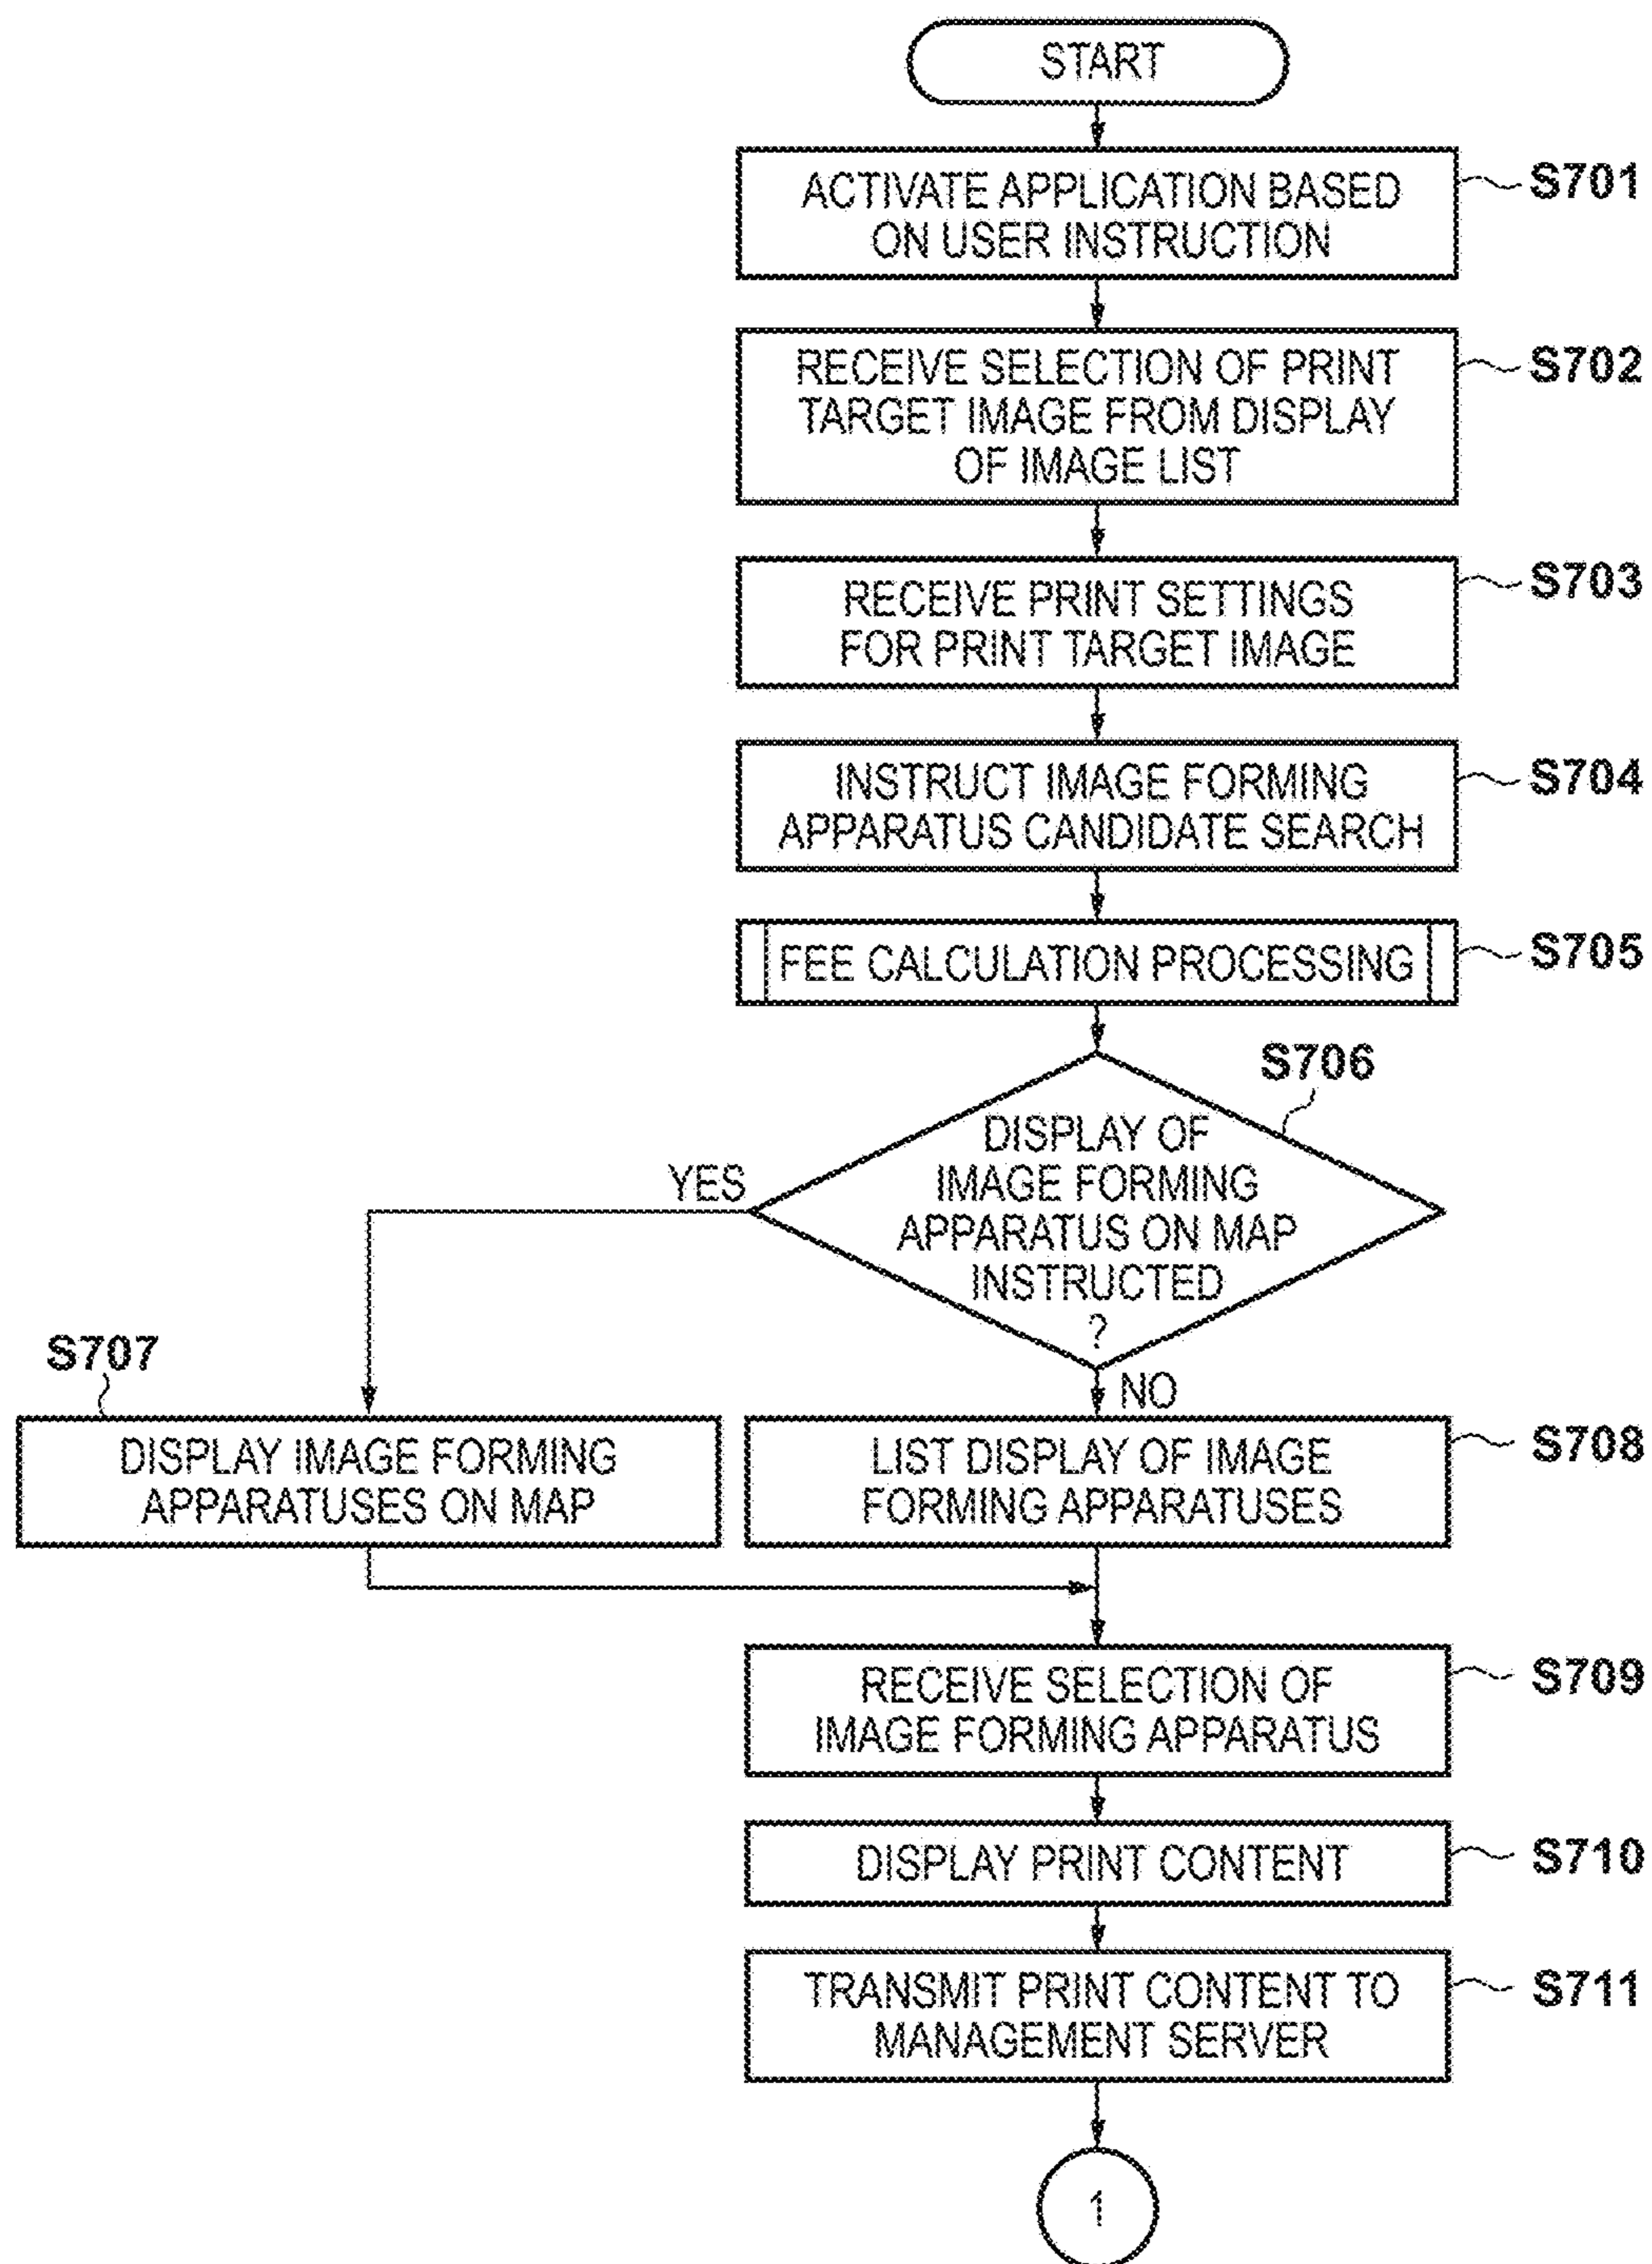 START
ACTIVATE APPLICATION BASED
ON USER INSTRUCTION
S701
RECEIVE SELECTION OF PRINT
TARGET IMAGE FROM DISPLAY
OF IMAGE LIST
S702
RECEIVE PRINT SETTINGS
FOR PRINT TARGET IMAGE
S703
INSTRUCT IMAGE FORMING
APPARATUS CANDIDATE SEARCH
S704
FEE CALCULATION PROCESSING
S705
S706
DISPLAY OF
IMAGE FORMING
APPARATUS ON MAP
INSTRUCTED
?
YES
NO
S707
DISPLAY IMAGE FORMING
APPARATUSES ON MAP
LIST DISPLAY OF IMAGE
FORMING APPARATUSES
S708
RECEIVE SELECTION OF
IMAGE FORMING APPARATUS
S709
DISPLAY PRINT CONTENT
S710
TRANSMIT PRINT CONTENT TO
MANAGEMENT SERVER
S711
1